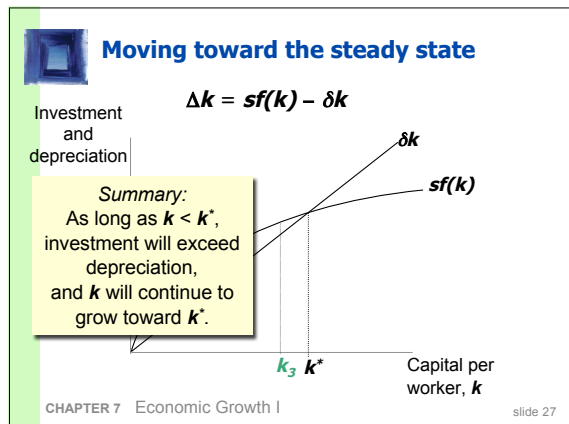 Moving toward the steady state
Δk = sf(k) – δk
Investment
and
depreciation
δk
sf(k)
Summary:
As long as k < k*,
investment will exceed
depreciation,
and k will continue to
grow toward k*.
k3 k*
Capital per
worker, k
CHAPTER 7 Economic Growth I
slide 27